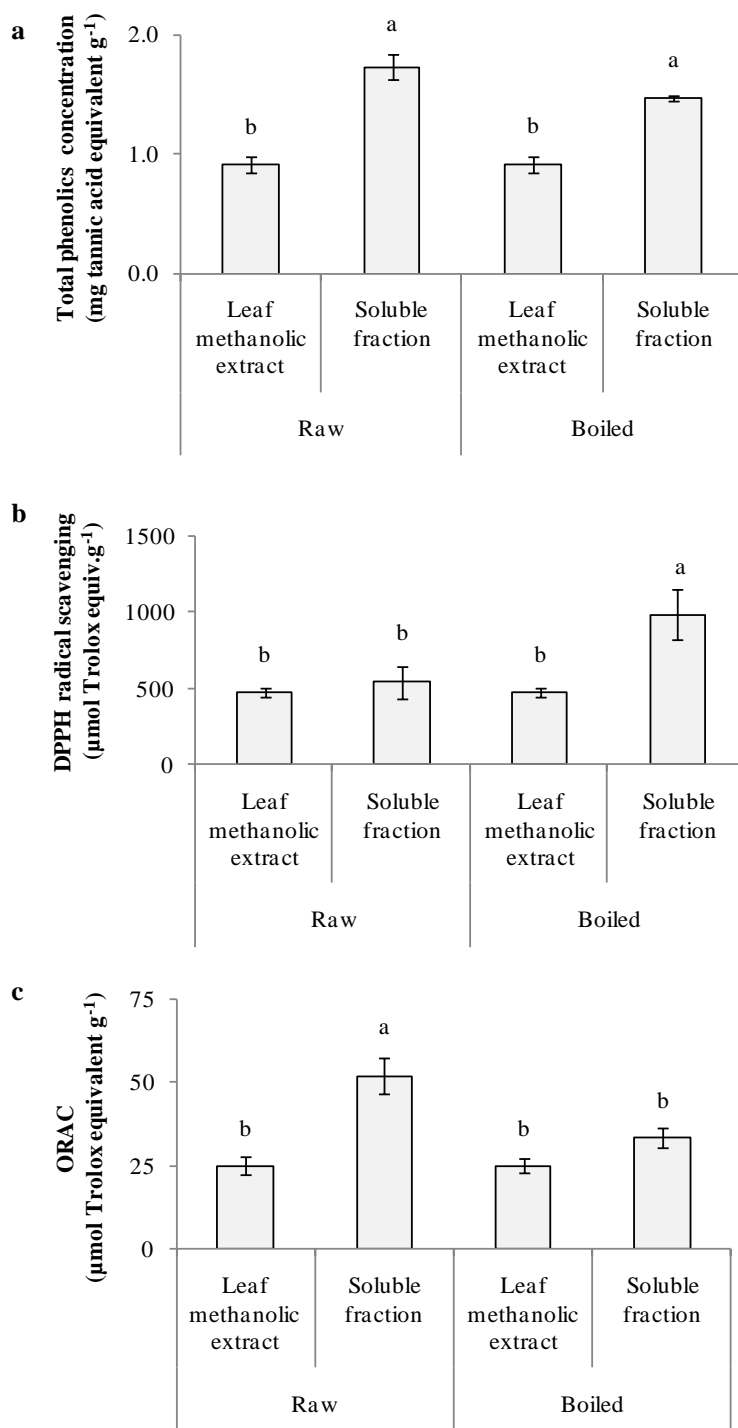 a
Total phenolics concentration
(mg tannic acid equivalent g-1)
2.0
1.0
0.0
a
a
b
b
Leaf methanolic extract
Soluble fraction
Leaf methanolic extract
Soluble fraction
Raw
Boiled
b
DPPH radical scavenging
(µmol Trolox equiv.g-1)
1500
1000
500
0
b
b
b
a
Leaf methanolic extract
Soluble fraction
Leaf methanolic extract
Soluble fraction
Raw
Boiled
c
ORAC
(µmol Trolox equivalent g-1)
75
50
25
0
b
a
b
b
Leaf methanolic extract
Soluble fraction
Leaf methanolic extract
Soluble fraction
Raw
Boiled